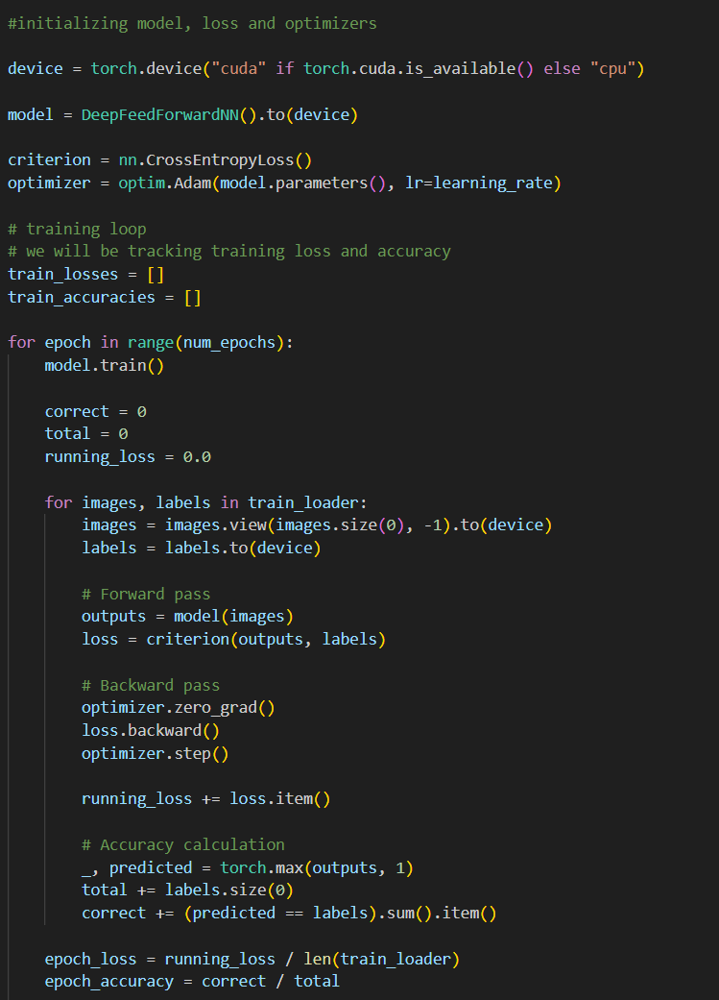 #initializing model, loss and optimizers
device = torch.device("cuda" if torch.cuda.is_available() else "cpu")
model = DeepFeedForwardNN().to(device)
criterion = nn.CrossEntropyLoss()
optimizer = optim.Adam(model.parameters(), lr=learning_rate)
# training loop
# we will be tracking training loss and accuracy
train_losses = []
train_accuracies = []
for epoch in range(num_epochs):
    model.train()
    correct = 0
    total = 0
    running_loss = 0.0
    for images, labels in train_loader:
        images = images.view(images.size(0), -1).to(device)
        labels = labels.to(device)
        # Forward pass
        outputs = model(images)
        loss = criterion(outputs, labels)
        # Backward pass
        optimizer.zero_grad()
        loss.backward()
        optimizer.step()
        running_loss += loss.item()
        # Accuracy calculation
        _, predicted = torch.max(outputs, 1)
        total += labels.size(0)
        correct += (predicted == labels).sum().item()
    epoch_loss = running_loss / len(train_loader)
    epoch_accuracy = correct / total